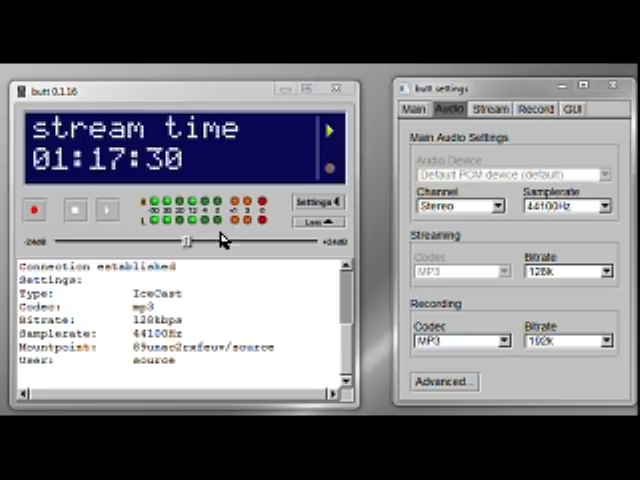 butt 0.1.16
stream time
01:17:30
R
L
Settings
-24dB
+24dB
Connection established
Settings:
Type: IceCast
Codec: mp3
Bitrate: 128kbps
Samplerate: 44100Hz
User: source
butt settings
Main Audio Stream Record GUI
Main Audio Settings
Audio Device
Default PCM device (default)
Channel Samplerate
Stereo 44100Hz
Streaming
Codec Bitrate
MP3 128k
Recording
Codec Bitrate
MP3 192k
Advanced...